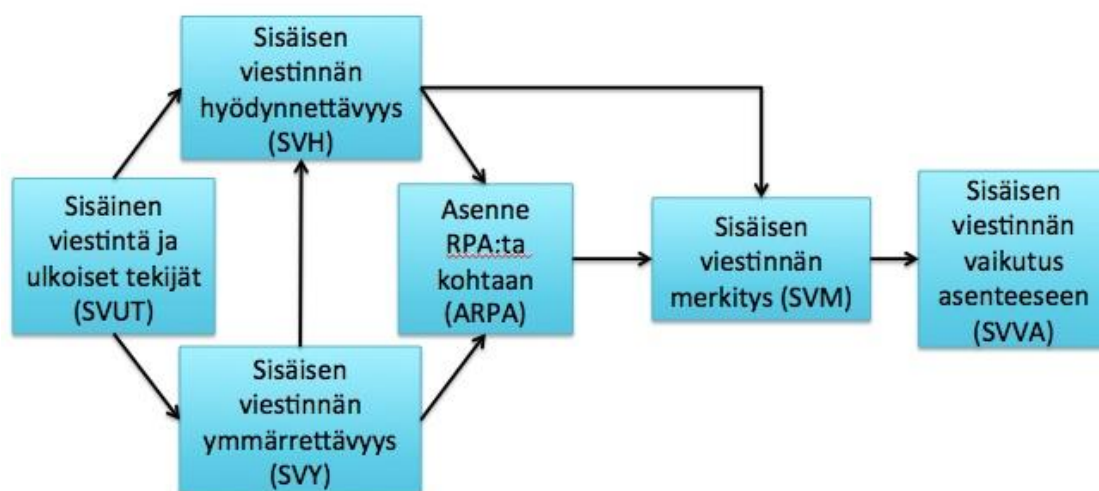 Sisäisen
viestinnän
hyödynnettävyys
(SVH)
Sisäinen
viestintä ja
ulkoiset tekijät
(SVUT)
Asenne
RPA:ta
kohtaan
(ARPA)
Sisäisen
viestinnän
merkitys (SVM)
Sisäisen
viestinnän
vaikutus
asenteeseen
(SVVA)
Sisäisen
viestinnän
ymmärrettävyys
(SVY)